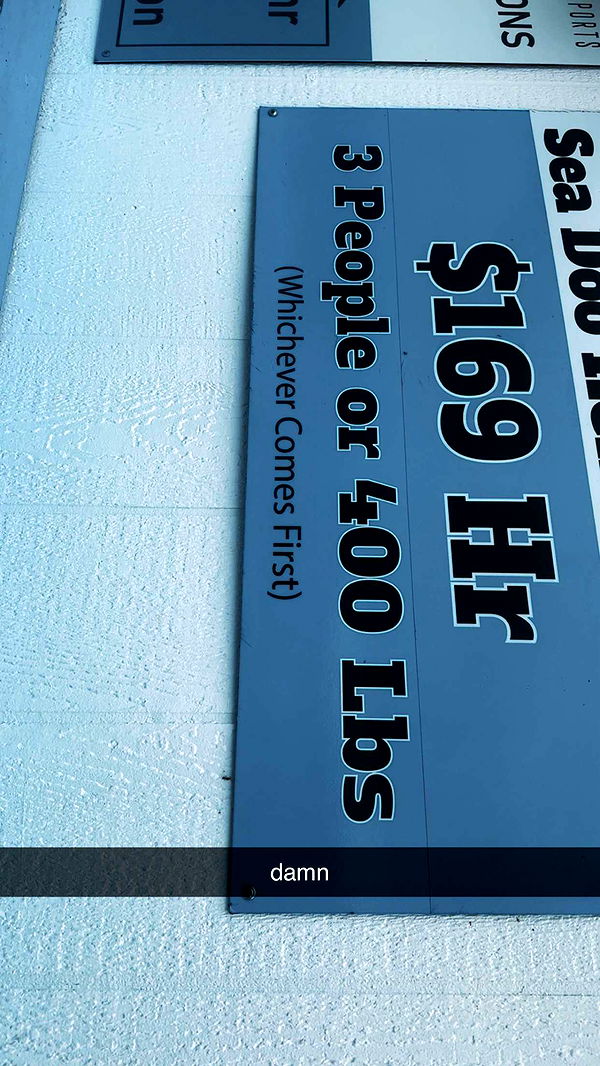 Sea Doo
$169 Hr
3 People or 400 Lbs
(Whichever Comes First)
damn